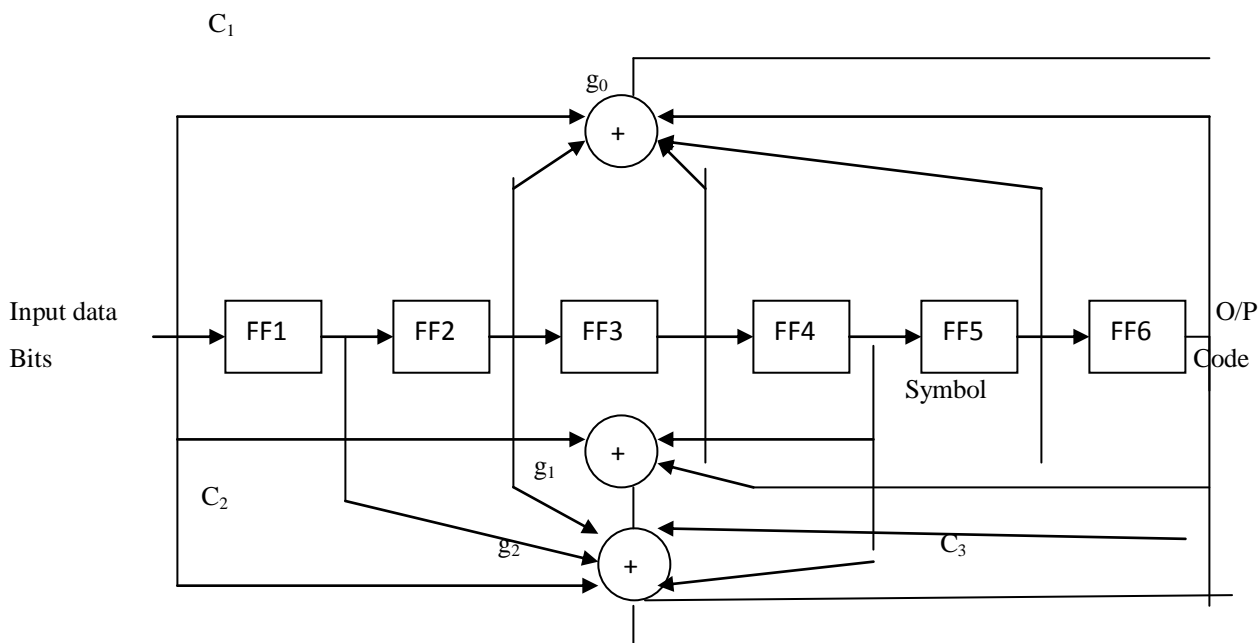 C₁
g₀
+
Input data
Bits
FF1
FF2
FF3
FF4
FF5
FF6
O/P
Code
Symbol
+
g₁
C₂
g₂
+
C₃